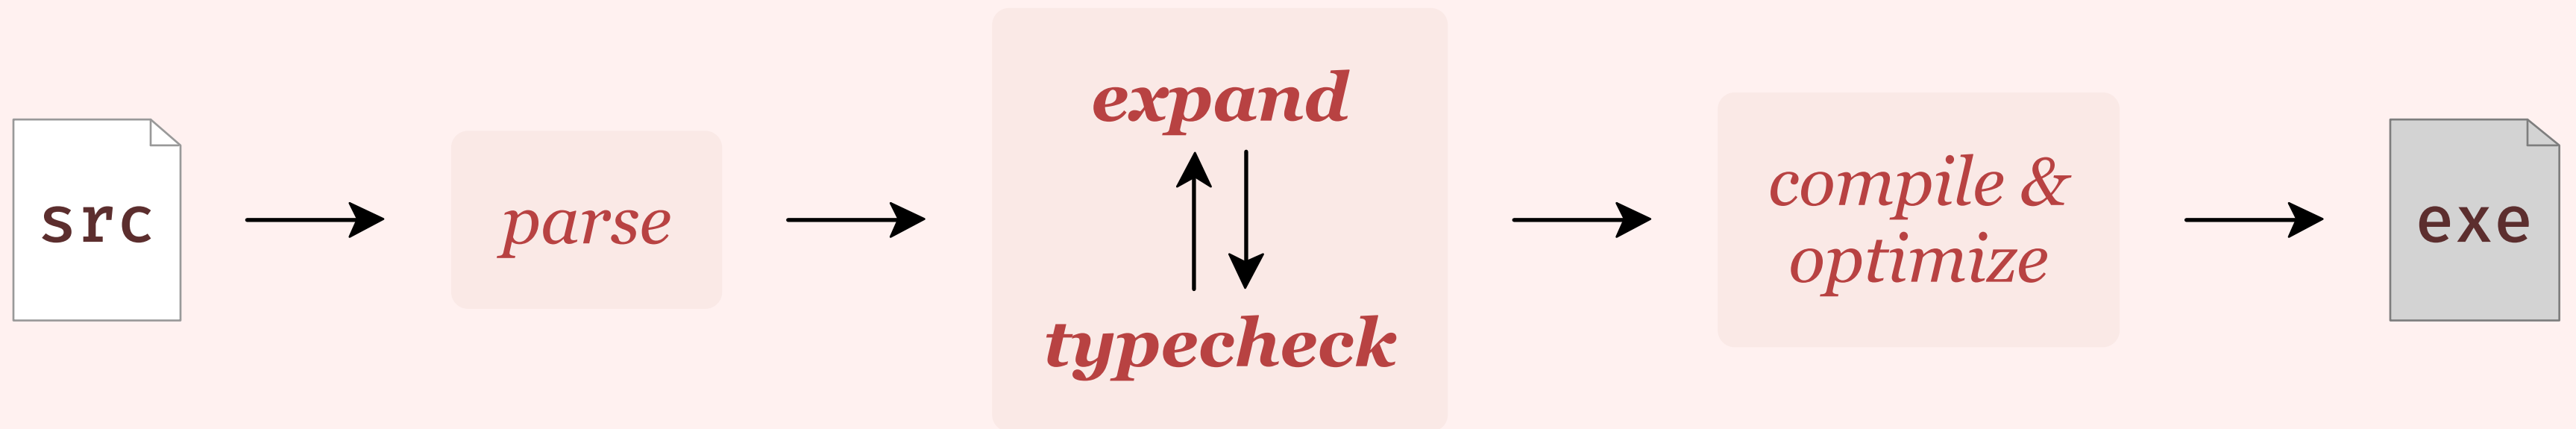 src
parse
expand
typecheck
compile &
optimize
exe